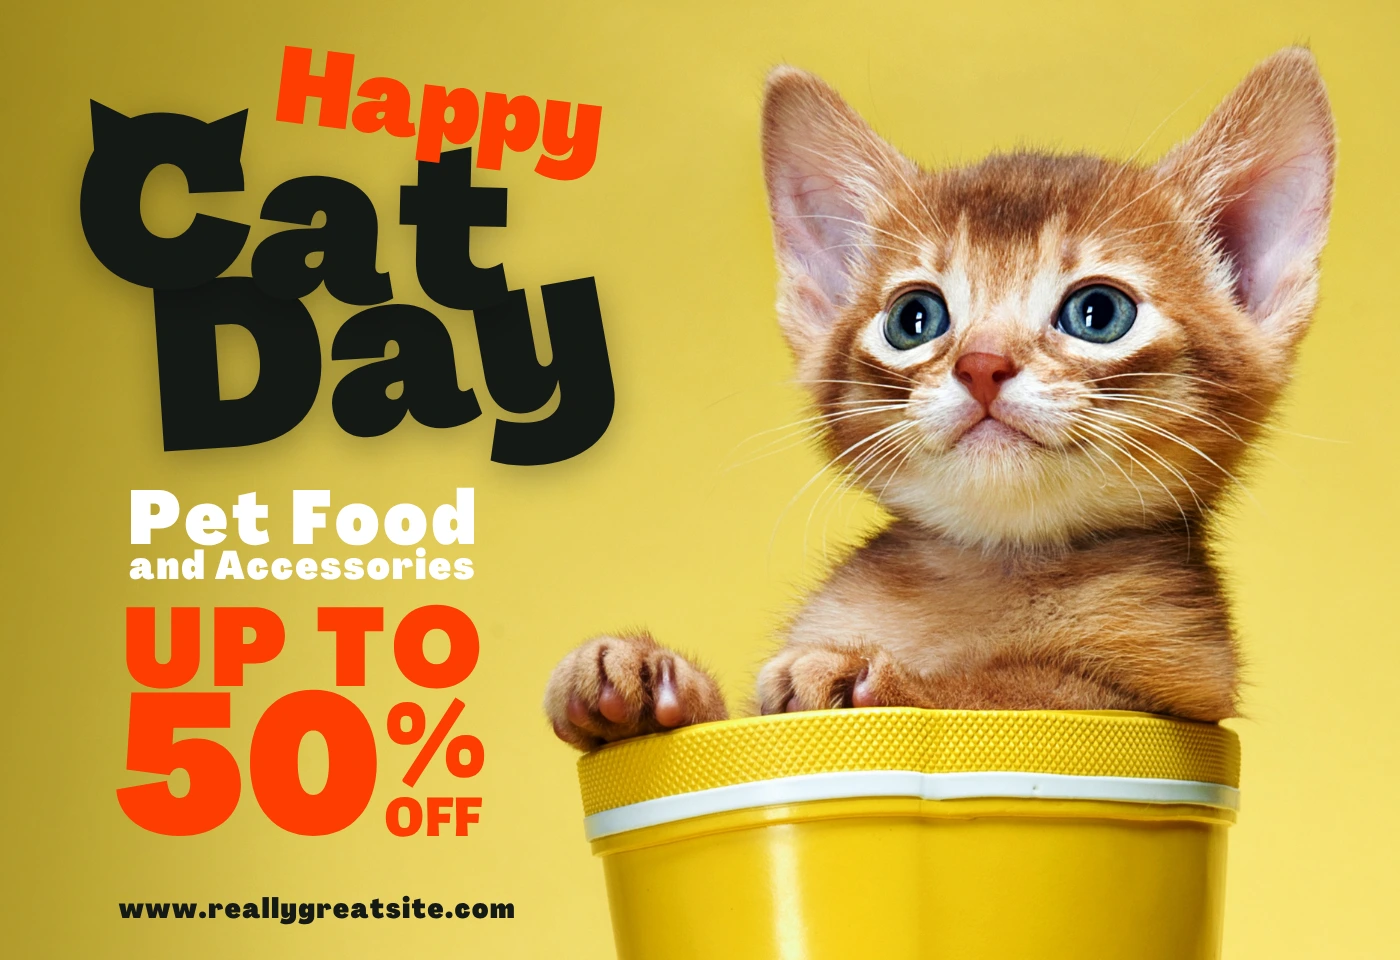 Happy
Cat
Day
Pet Food
and Accessories
UP TO
50%
OFF
www.reallygreatsite.com